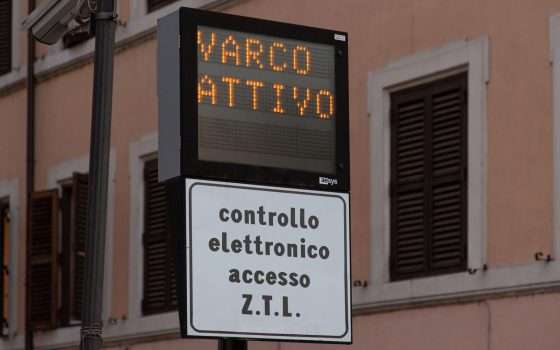 VARCO
ATTIVO
controllo
elettronico
accesso
Z.T.L.